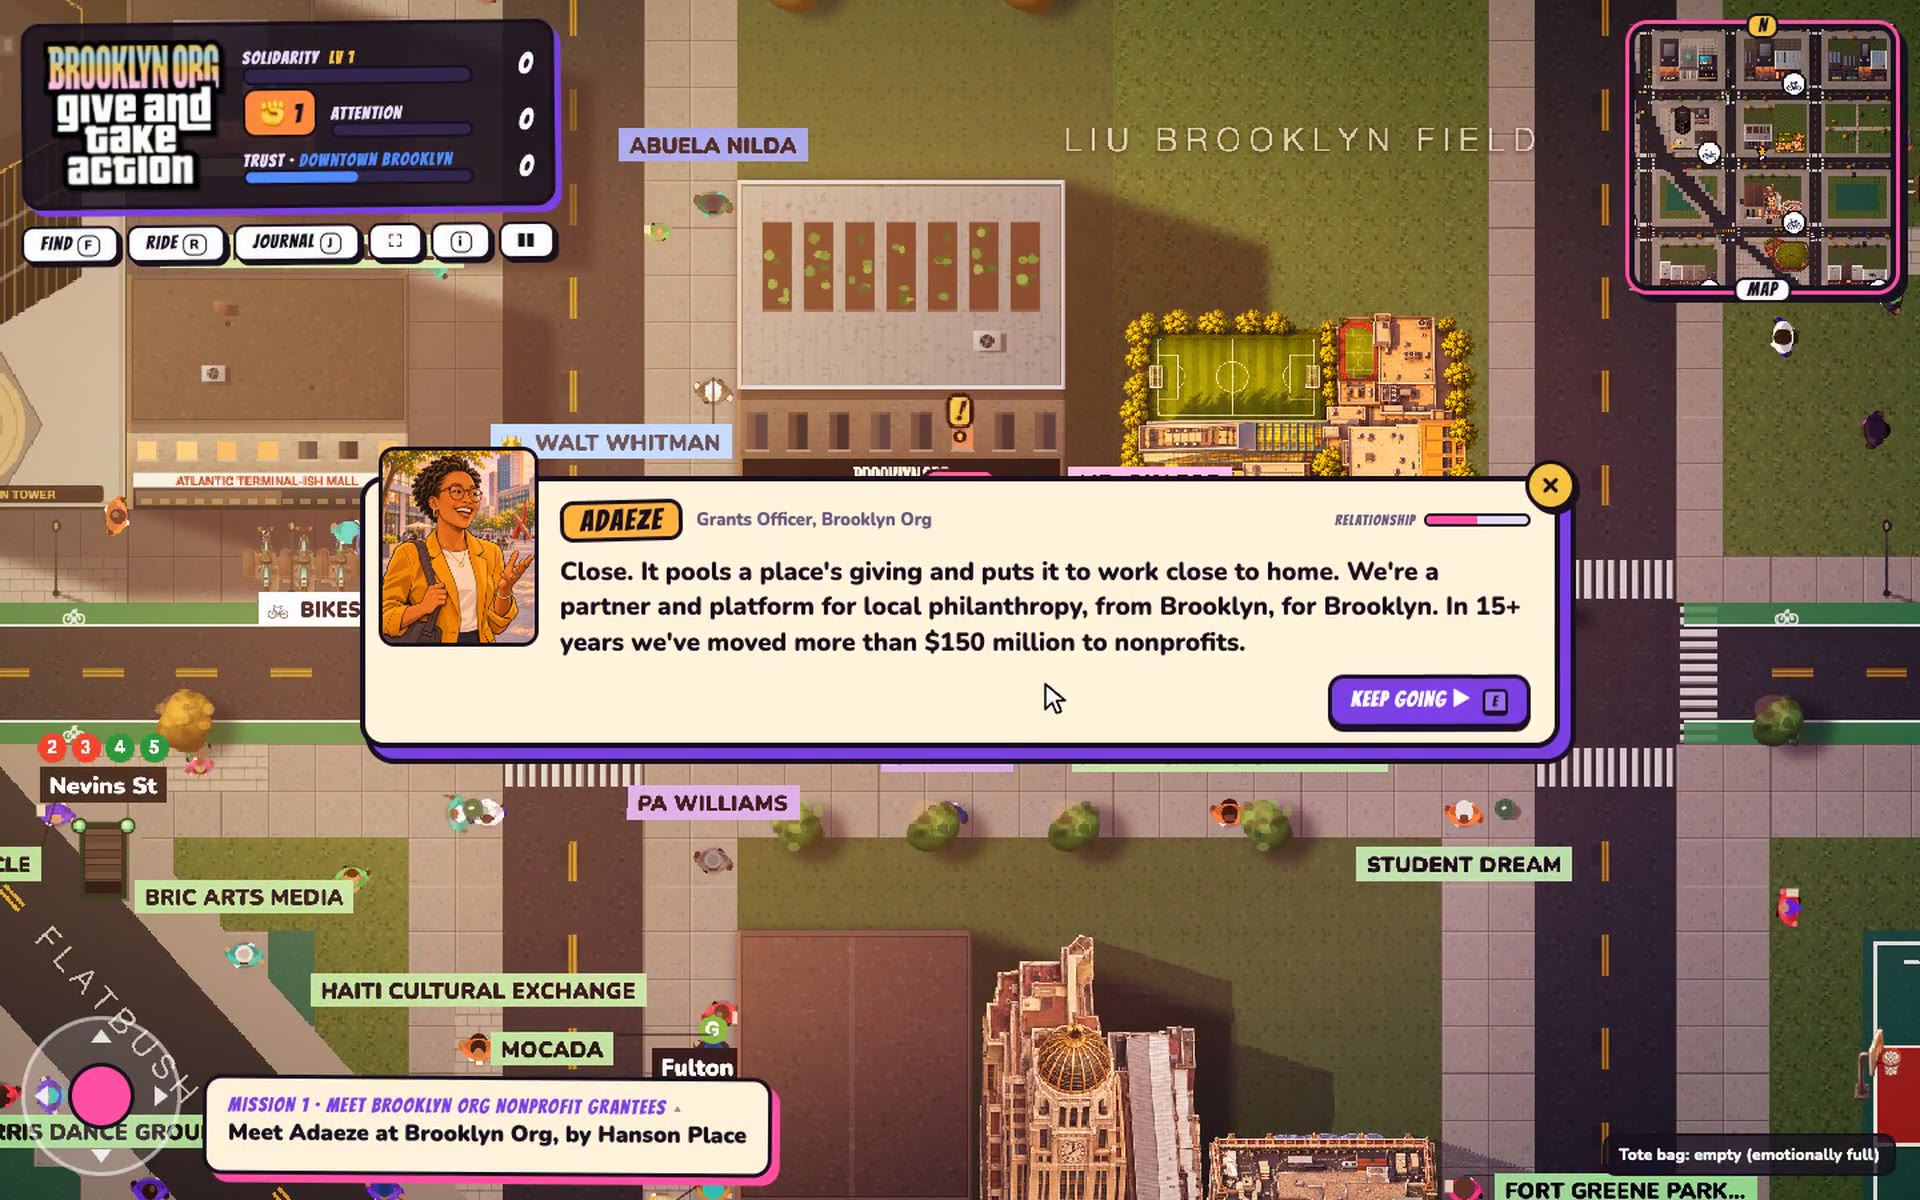 BROOKLYN ORG
give and
take
action
SOLIDARITY LV 1
0
1
ATTENTION
0
TRUST · DOWNTOWN BROOKLYN
0
FIND F
RIDE R
JOURNAL J
i
N
MAP
ABUELA NILDA
LIU BROOKLYN FIELD
WALT WHITMAN
ATLANTIC TERMINAL-ISH MALL
N TOWER
BROOKLYN ORG
!
ADAEZE
Grants Officer, Brooklyn Org
RELATIONSHIP
Close. It pools a place's giving and puts it to work close to home. We're a
partner and platform for local philanthropy, from Brooklyn, for Brooklyn. In 15+
years we've moved more than $150 million to nonprofits.
KEEP GOING E
BIKES
2 3 4 5
Nevins St
PA WILLIAMS
CLE
BRIC ARTS MEDIA
STUDENT DREAM
FLATBUSH
HAITI CULTURAL EXCHANGE
G
MOCADA
Fulton
RRIS DANCE GROU
MISSION 1 · MEET BROOKLYN ORG NONPROFIT GRANTEES
Meet Adaeze at Brooklyn Org, by Hanson Place
Tote bag: empty (emotionally full)
FORT GREENE PARK...